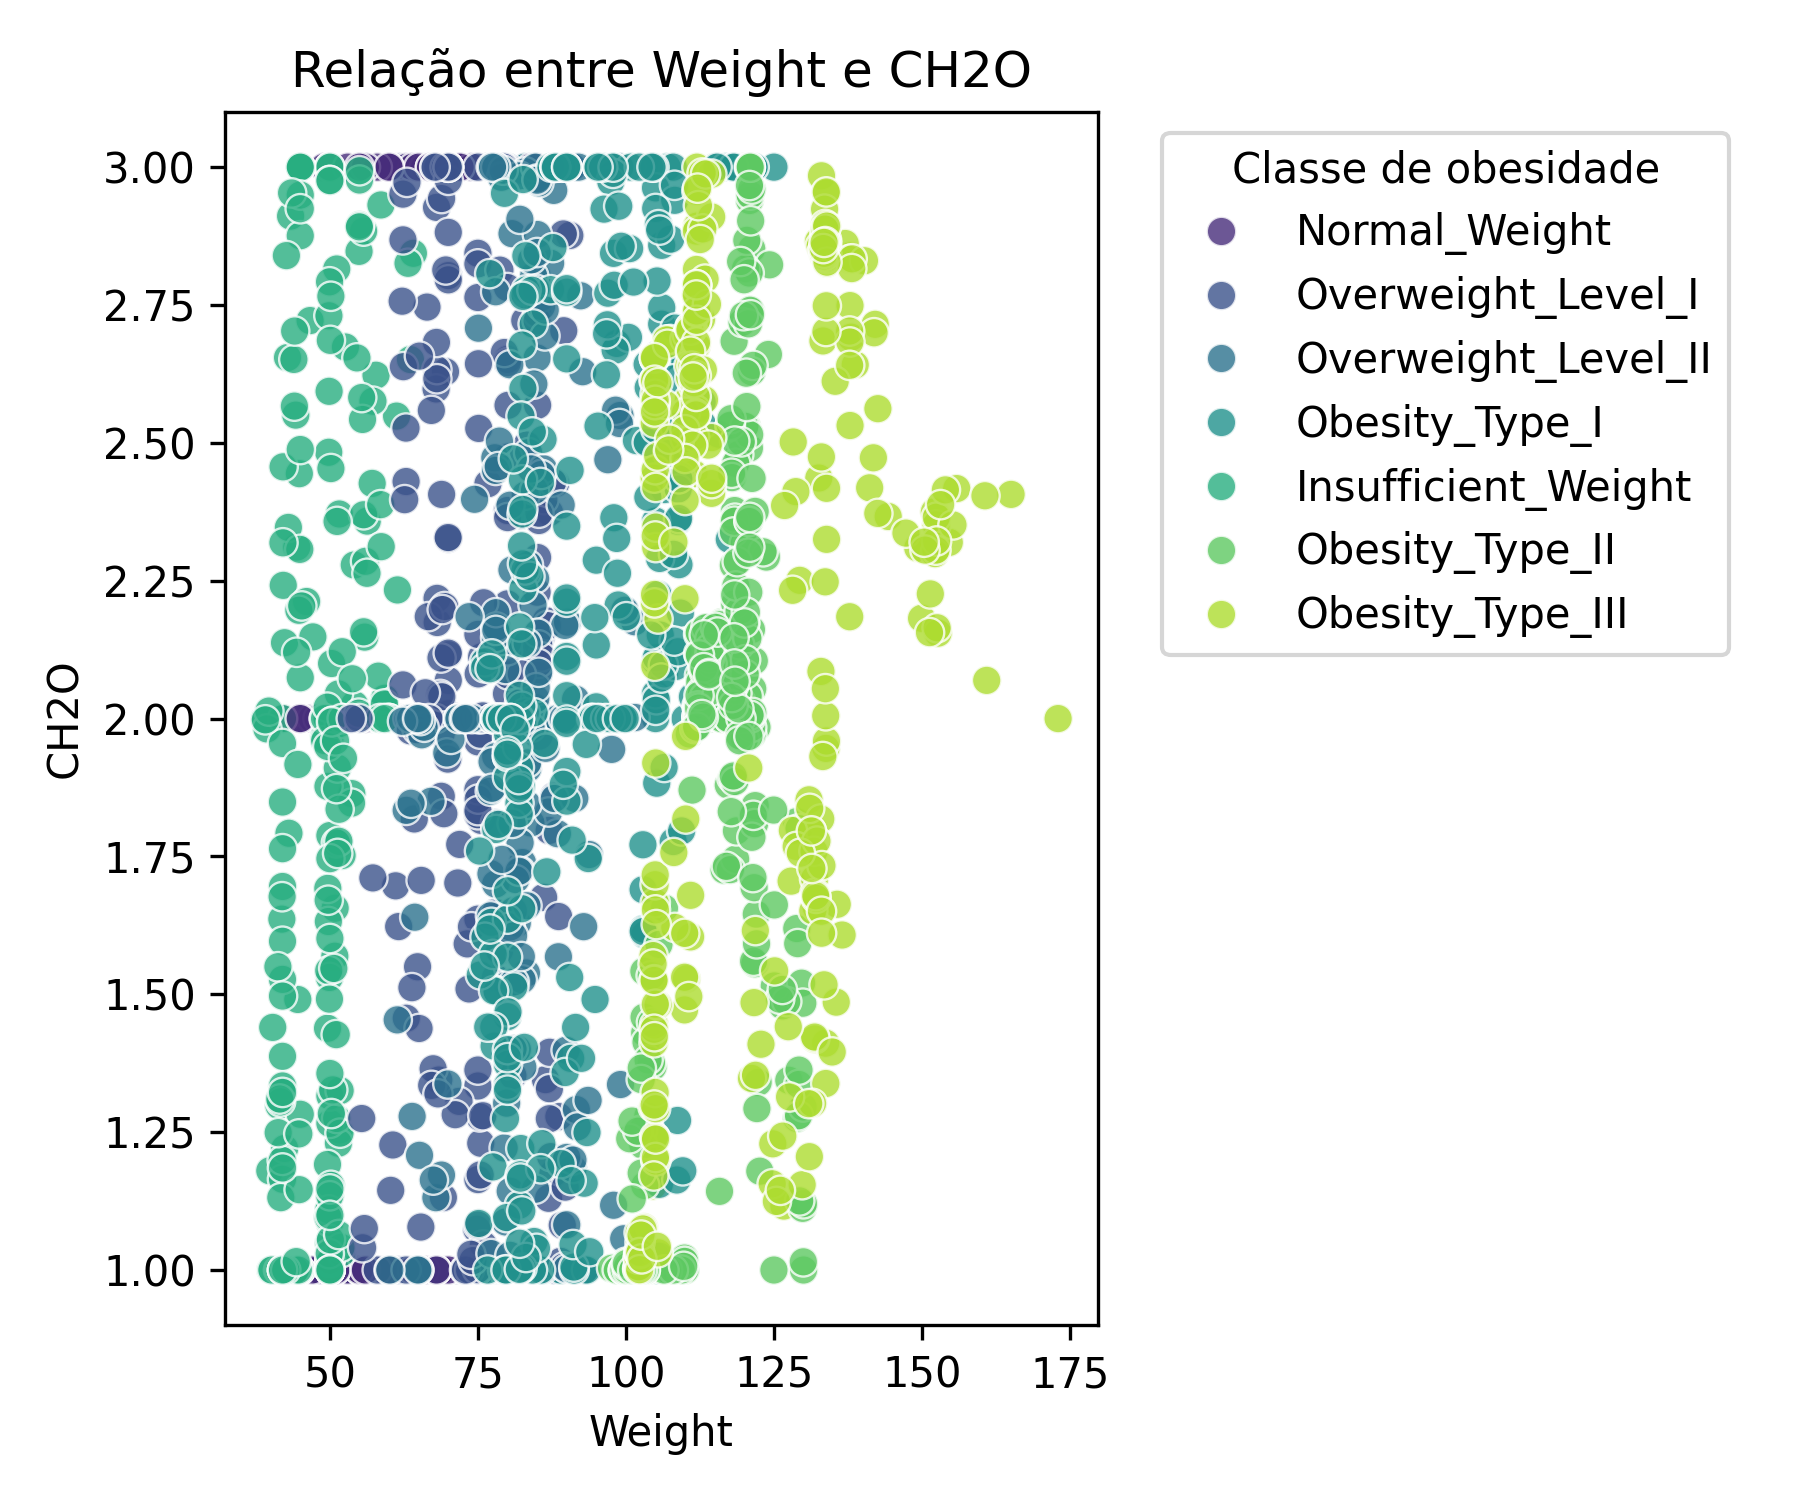 Relação entre Weight e CH2O
3.00
2.75
2.50
2.25
2.00
1.75
1.50
1.25
1.00
CH2O
50 75 100 125 150 175
Weight
Classe de obesidade
Normal_Weight
Overweight_Level_I
Overweight_Level_II
Obesity_Type_I
Insufficient_Weight
Obesity_Type_II
Obesity_Type_III